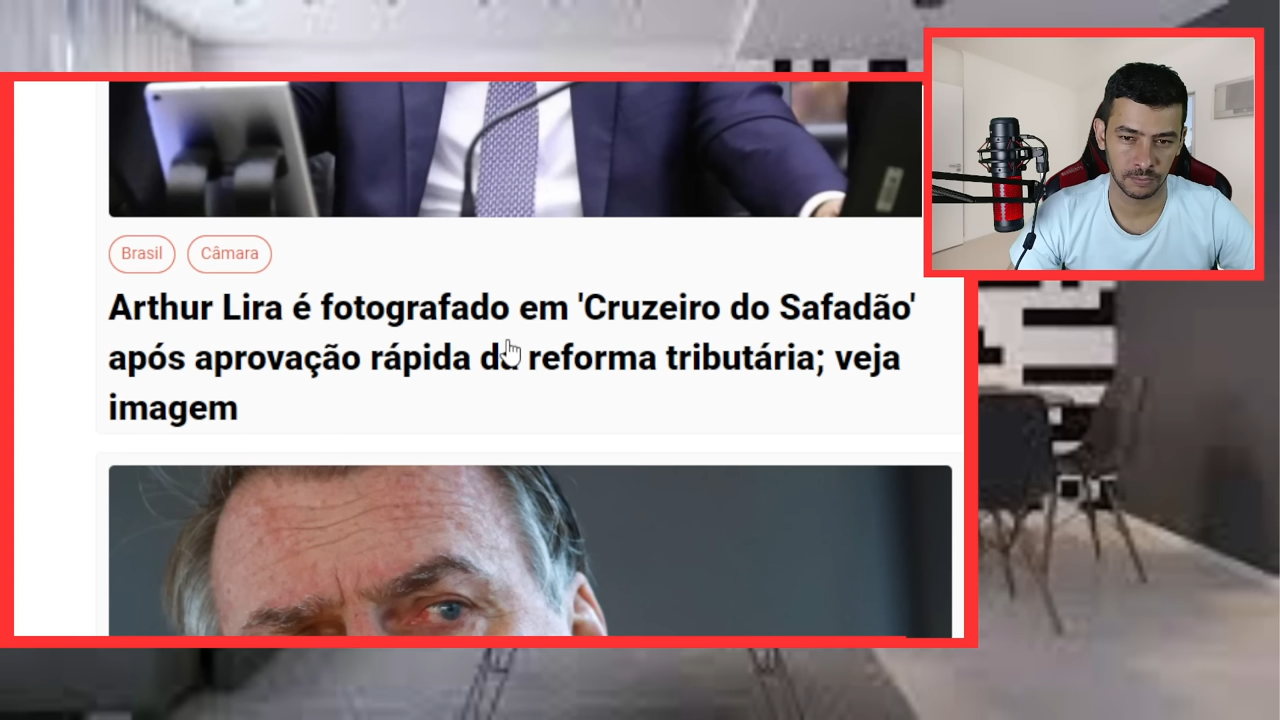 Brasil Câmara
Arthur Lira é fotografado em 'Cruzeiro do Safadão'
após aprovação rápida da reforma tributária; veja
imagem